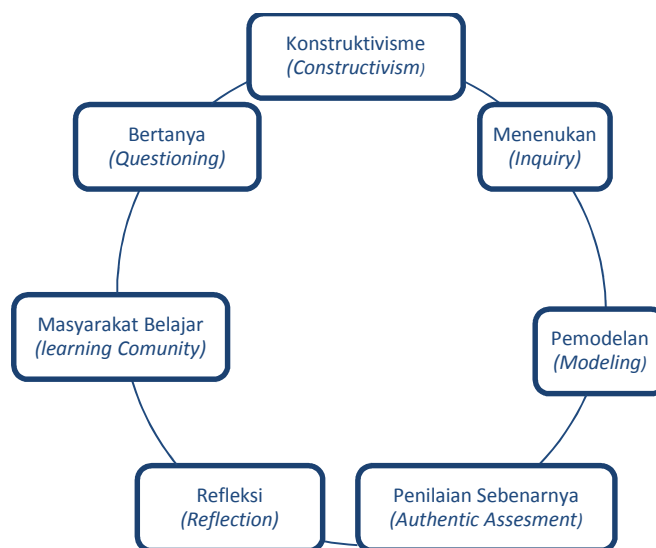 Konstruktivisme
(Constructivism)
Bertanya
(Questioning)
Menenukan
(Inquiry)
Masyarakat Belajar
(learning Comunity)
Pemodelan
(Modeling)
Refleksi
(Reflection)
Penilaian Sebenarnya
(Authentic Assesment)